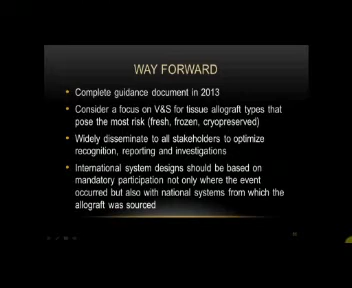 WAY FORWARD
• Complete guidance document in 2013
• Consider a focus on V&S for tissue allograft types that
pose the most risk (fresh, frozen, cryopreserved)
• Widely disseminate to all stakeholders to optimize
recognition, reporting and investigations
• International system designs should be based on
mandatory participation not only where the event
occurred but also with national systems from which the
allograft was sourced